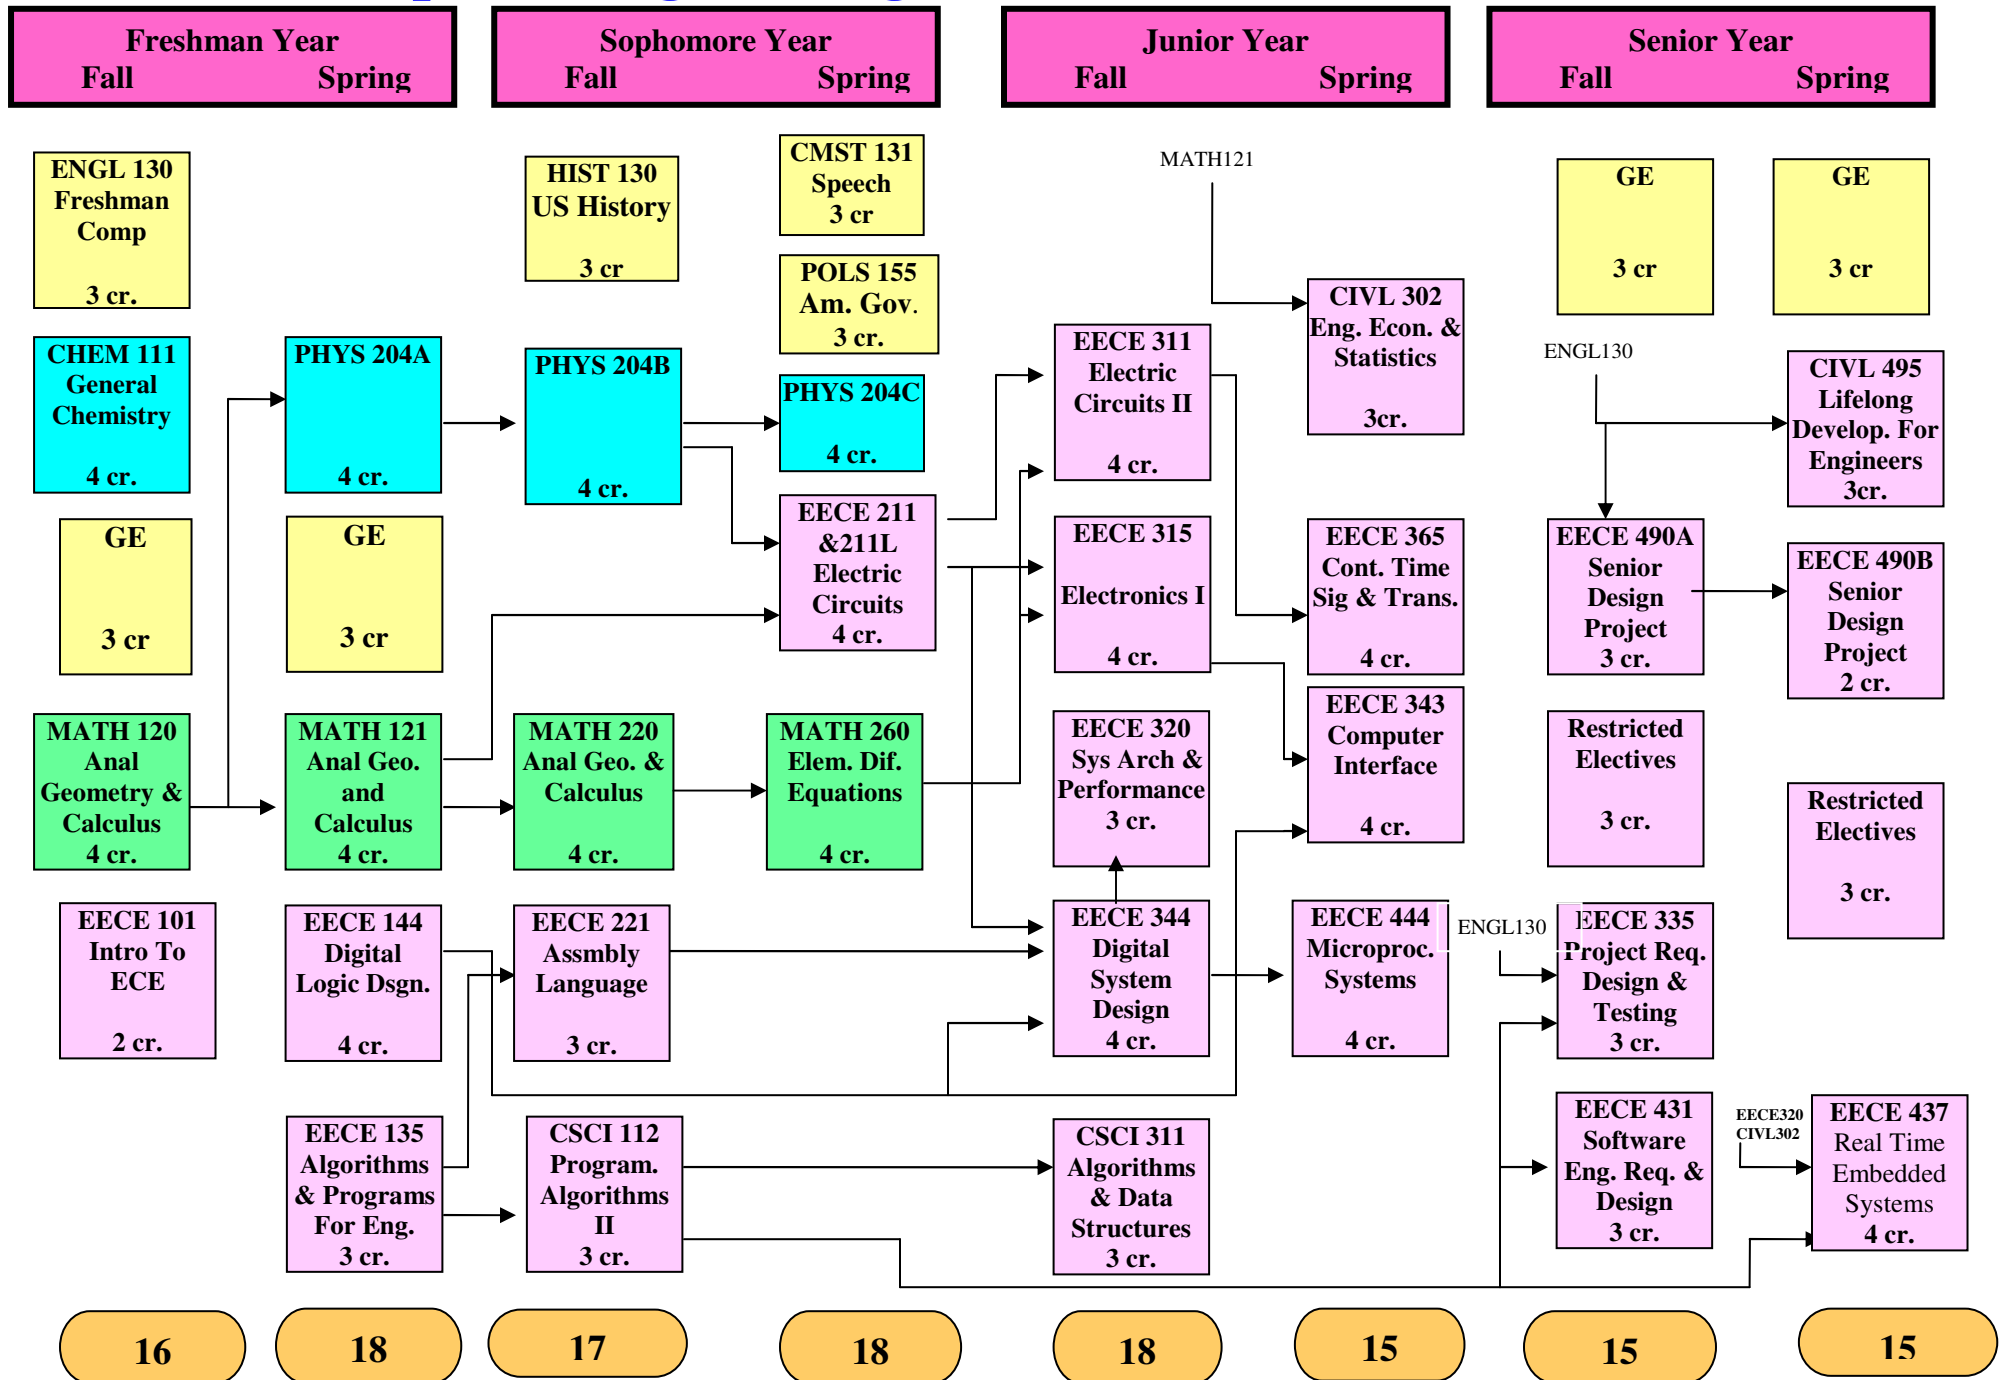 Freshman Year
Fall Spring
Sophomore Year
Fall Spring
Junior Year
Fall Spring
Senior Year
Fall Spring
ENGL 130
Freshman
Comp
3 cr.
CHEM 111
General
Chemistry
4 cr.
GE
3 cr
MATH 120
Anal
Geometry &
Calculus
4 cr.
EECE 101
Intro To
ECE
2 cr.
PHYS 204A
4 cr.
GE
3 cr
MATH 121
Anal Geo.
and
Calculus
4 cr.
EECE 144
Digital
Logic Dsgn.
4 cr.
EECE 135
Algorithms
& Programs
For Eng.
3 cr.
HIST 130
US History
3 cr
PHYS 204B
4 cr.
MATH 220
Anal Geo. &
Calculus
4 cr.
EECE 221
Assmbly
Language
3 cr.
CSCI 112
Program.
Algorithms
II
3 cr.
CMST 131
Speech
3 cr
POLS 155
Am. Gov.
3 cr.
PHYS 204C
4 cr.
EECE 211
&211L
Electric
Circuits
4 cr.
MATH 260
Elem. Dif.
Equations
4 cr.
EECE 311
Electric
Circuits II
4 cr.
EECE 315
Electronics I
4 cr.
EECE 320
Sys Arch &
Performance
3 cr.
EECE 344
Digital
System
Design
4 cr.
CSCI 311
Algorithms
& Data
Structures
3 cr.
MATH121
CIVL 302
Eng. Econ. &
Statistics
3cr.
EECE 365
Cont. Time
Sig & Trans.
4 cr.
EECE 343
Computer
Interface
4 cr.
EECE 444
Microproc.
Systems
4 cr.
GE
3 cr
ENGL130
EECE 490A
Senior
Design
Project
3 cr.
Restricted
Electives
3 cr.
ENGL130
EECE 335
Project Req.
Design &
Testing
3 cr.
EECE 431
Software
Eng. Req. &
Design
3 cr.
GE
3 cr
CIVL 495
Lifelong
Develop. For
Engineers
3cr.
EECE 490B
Senior
Design
Project
2 cr.
Restricted
Electives
3 cr.
EECE320
CIVL302
EECE 437
Real Time
Embedded
Systems
4 cr.
16
18
17
18
18
15
15
15